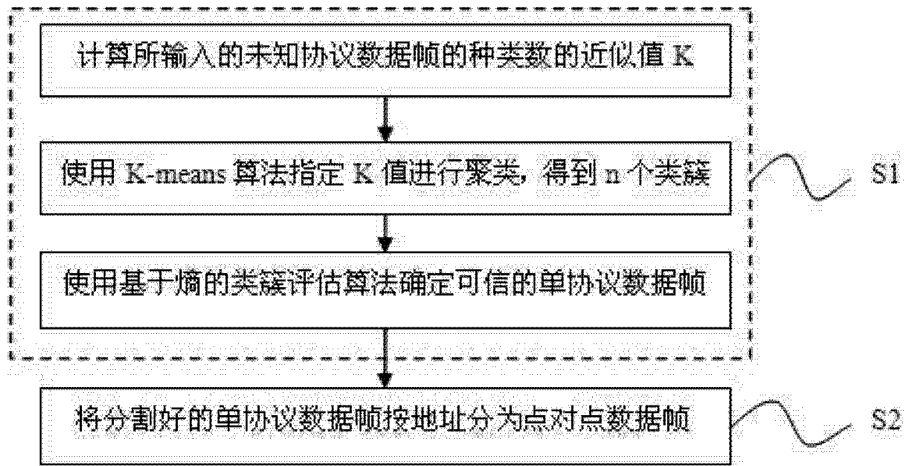 计算所输入的未知协议数据帧的种类数的近似值 K
使用 K-means 算法指定 K 值进行聚类，得到 n 个类簇
S1
使用基于熵的类簇评估算法确定可信的单协议数据帧
将分割好的单协议数据帧按地址分为点对点数据帧
S2